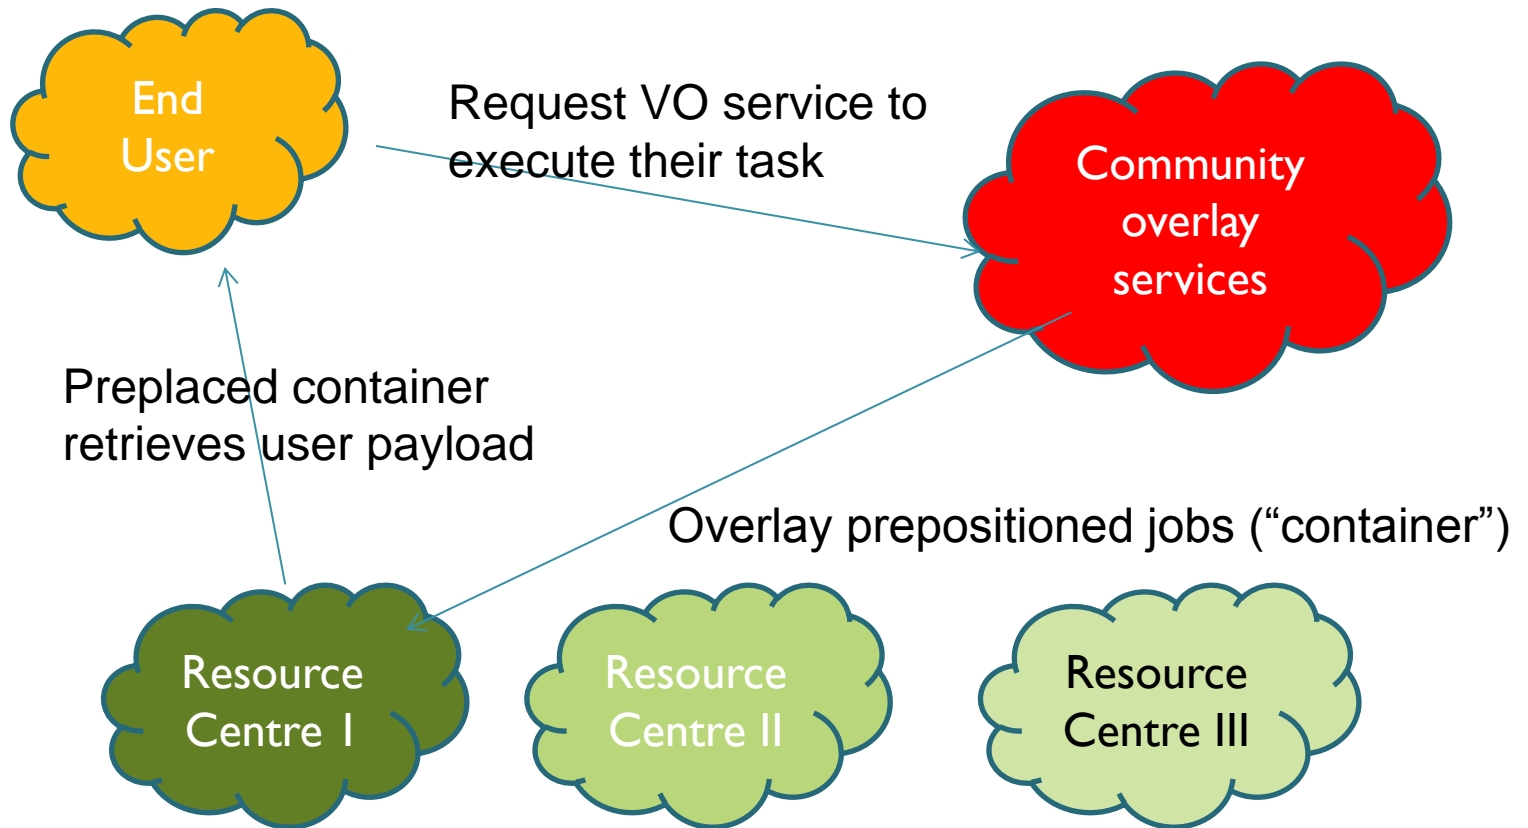 End
User
Request VO service to
execute their task
Community
overlay
services
Preplaced container
retrieves user payload
Overlay prepositioned jobs (“container”)
Resource
Centre I
Resource
Centre II
Resource
Centre III